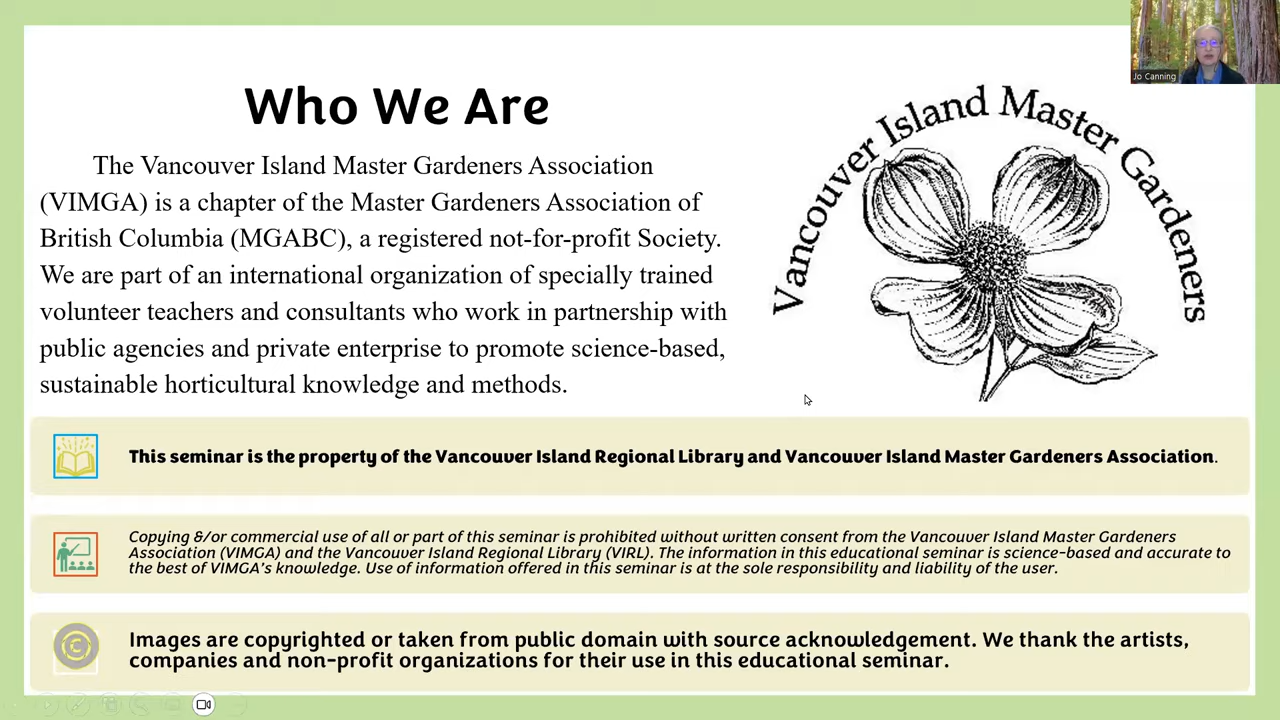 Jo Canning
Who We Are
Vancouver Island Master Gardeners
The Vancouver Island Master Gardeners Association
(VIMGA) is a chapter of the Master Gardeners Association of
British Columbia (MGABC), a registered not-for-profit Society.
We are part of an international organization of specially trained
volunteer teachers and consultants who work in partnership with
public agencies and private enterprise to promote science-based,
sustainable horticultural knowledge and methods.
This seminar is the property of the Vancouver Island Regional Library and Vancouver Island Master Gardeners Association.
Copying &/or commercial use of all or part of this seminar is prohibited without written consent from the Vancouver Island Master Gardeners
Association (VIMGA) and the Vancouver Island Regional Library (VIRL). The information in this educational seminar is science-based and accurate to
the best of VIMGA's knowledge. Use of information offered in this seminar is at the sole responsibility and liability of the user.
©
Images are copyrighted or taken from public domain with source acknowledgement. We thank the artists,
companies and non-profit organizations for their use in this educational seminar.